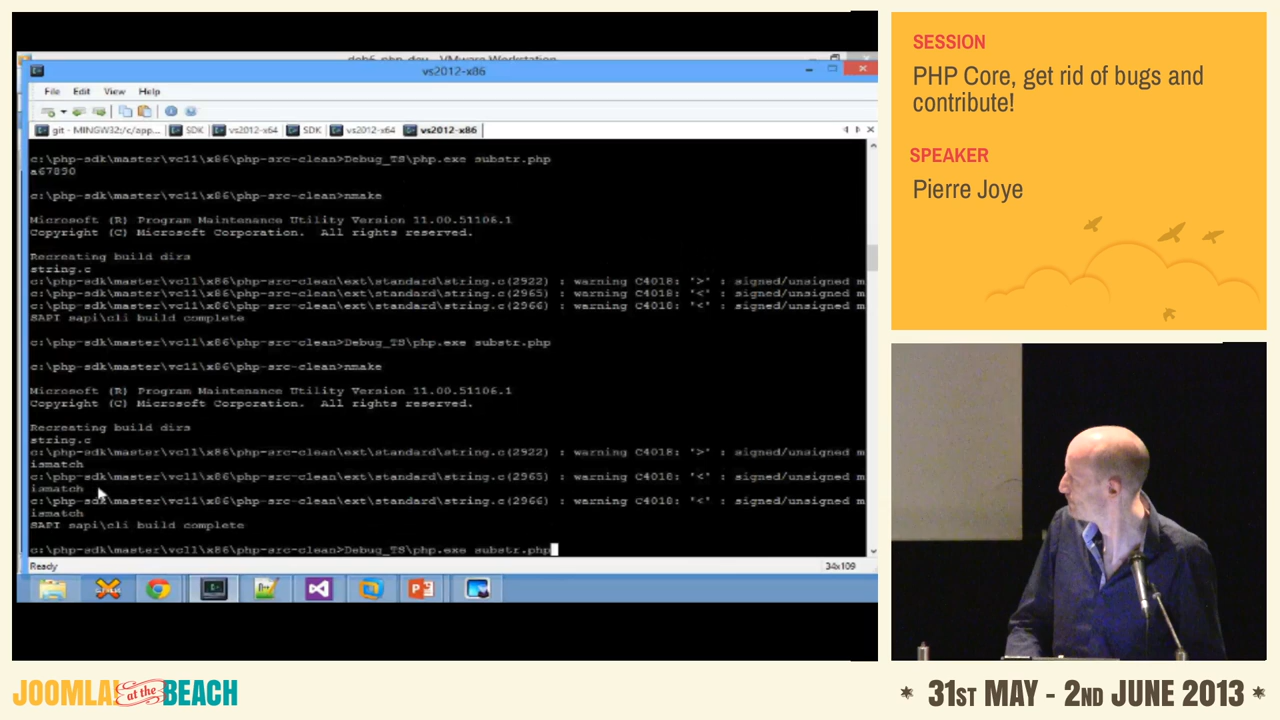 deb6_php_dev - VMware Workstation
vs2012-x86
File Edit View Help
git - MINGW32:/c/app... SDK vs2012-x64 SDK vs2012-x64 vs2012-x86
c:\php-sdk\master\vc11\x86\php-src-clean>Debug_TS\php.exe substr.php
a67890
c:\php-sdk\master\vc11\x86\php-src-clean>nmake
Microsoft (R) Program Maintenance Utility Version 11.00.51106.1
Copyright (C) Microsoft Corporation.  All rights reserved.
Recreating build dirs
string.c
c:\php-sdk\master\vc11\x86\php-src-clean\ext\standard\string.c(2922) : warning C4018: '>' : signed/unsigned m
c:\php-sdk\master\vc11\x86\php-src-clean\ext\standard\string.c(2965) : warning C4018: '<' : signed/unsigned m
c:\php-sdk\master\vc11\x86\php-src-clean\ext\standard\string.c(2966) : warning C4018: '<' : signed/unsigned m
SAPI sapi\cli build complete
c:\php-sdk\master\vc11\x86\php-src-clean>Debug_TS\php.exe substr.php
c:\php-sdk\master\vc11\x86\php-src-clean>nmake
Microsoft (R) Program Maintenance Utility Version 11.00.51106.1
Copyright (C) Microsoft Corporation.  All rights reserved.
Recreating build dirs
string.c
c:\php-sdk\master\vc11\x86\php-src-clean\ext\standard\string.c(2922) : warning C4018: '>' : signed/unsigned m
ismatch
c:\php-sdk\master\vc11\x86\php-src-clean\ext\standard\string.c(2965) : warning C4018: '<' : signed/unsigned m
ismatch
c:\php-sdk\master\vc11\x86\php-src-clean\ext\standard\string.c(2966) : warning C4018: '<' : signed/unsigned m
ismatch
SAPI sapi\cli build complete
c:\php-sdk\master\vc11\x86\php-src-clean>Debug_TS\php.exe substr.php
Ready 34x109
SESSION
PHP Core, get rid of bugs and
contribute!
SPEAKER
Pierre Joye
JOOMLA! at the BEACH
* 31ST MAY - 2ND JUNE 2013 *